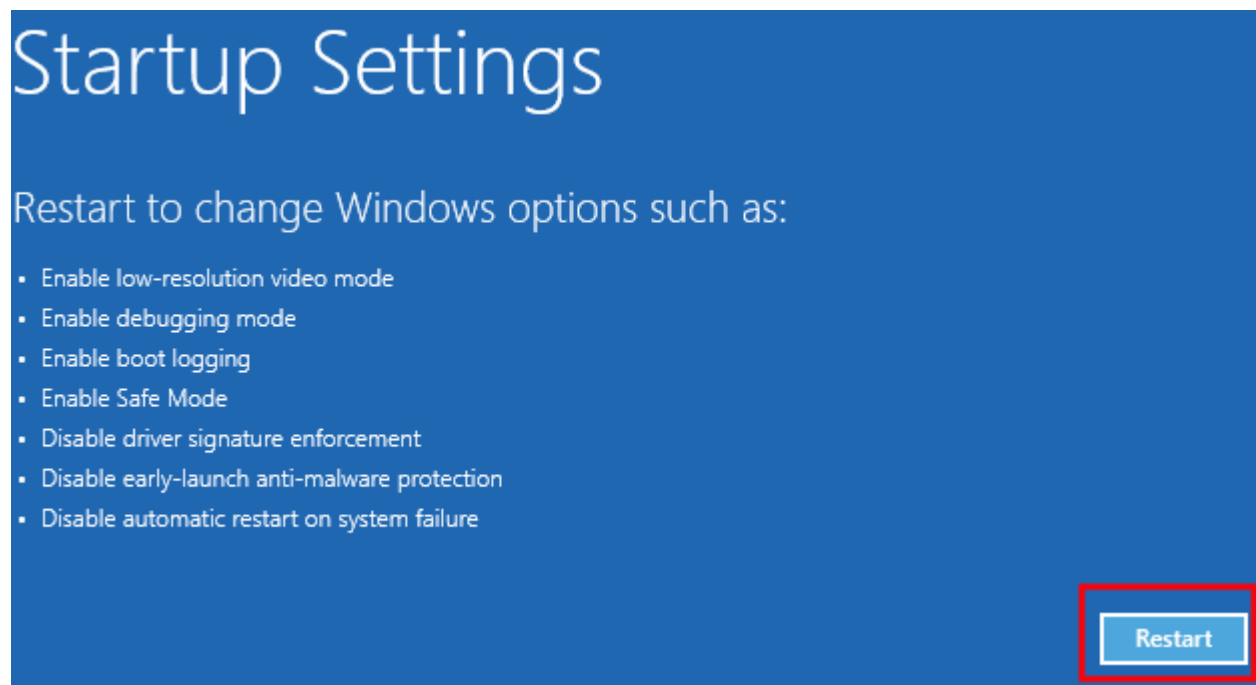 Startup Settings
Restart to change Windows options such as:
• Enable low-resolution video mode
• Enable debugging mode
• Enable boot logging
• Enable Safe Mode
• Disable driver signature enforcement
• Disable early-launch anti-malware protection
• Disable automatic restart on system failure
Restart